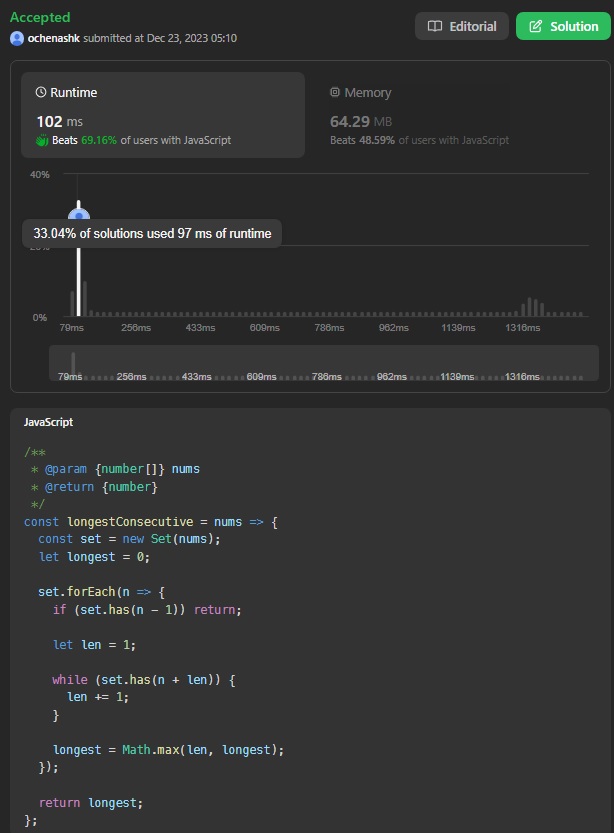 Accepted
Editorial
Solution
ochenashk submitted at Dec 23, 2023 05:10
Runtime
102 ms
Beats 69.16% of users with JavaScript
Memory
64.29 MB
Beats 48.59% of users with JavaScript
40%
33.04% of solutions used 97 ms of runtime
20%
0%
79ms 256ms 433ms 609ms 786ms 962ms 1139ms 1316ms
79ms 256ms 433ms 609ms 786ms 962ms 1139ms 1316ms
JavaScript
/**
 * @param {number[]} nums
 * @return {number}
 */
const longestConsecutive = nums => {
  const set = new Set(nums);
  let longest = 0;

  set.forEach(n => {
    if (set.has(n - 1)) return;

    let len = 1;

    while (set.has(n + len)) {
      len += 1;
    }

    longest = Math.max(len, longest);
  });

  return longest;
};